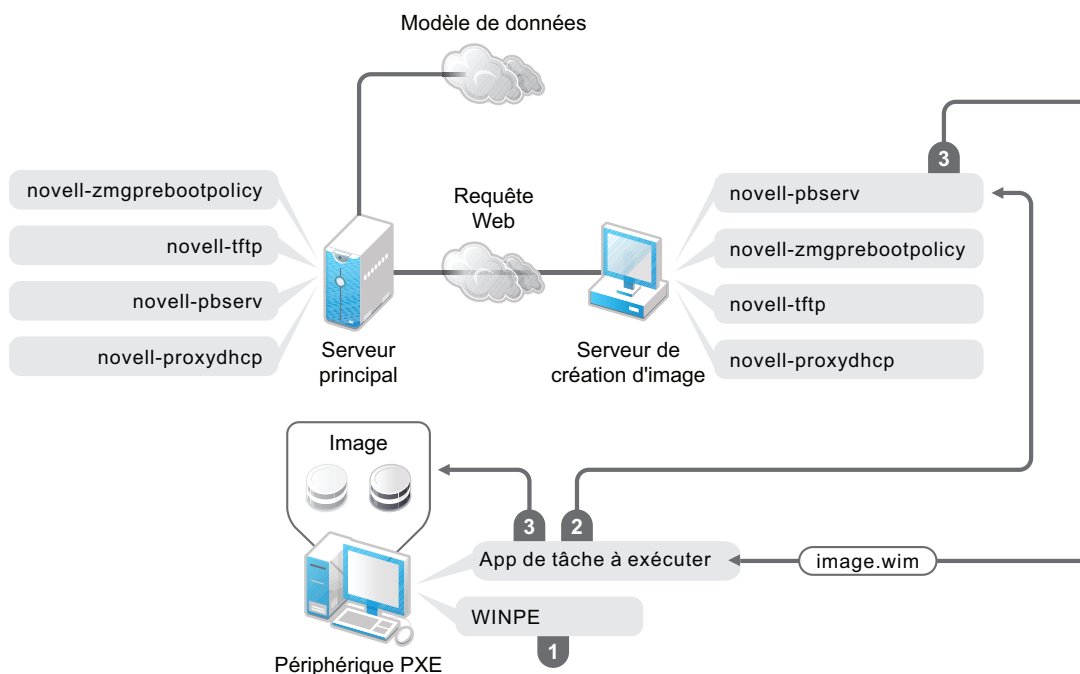 Modèle de données
3
novell-zmgprebootpolicy
novell-tftp
novell-pbserv
novell-proxydhcp
Requête
Web
novell-pbserv
novell-zmgprebootpolicy
novell-tftp
novell-proxydhcp
Serveur
principal
Serveur de
création d'image
Image
3
2
App de tâche à exécuter
image.wim
WINPE
1
Périphérique PXE